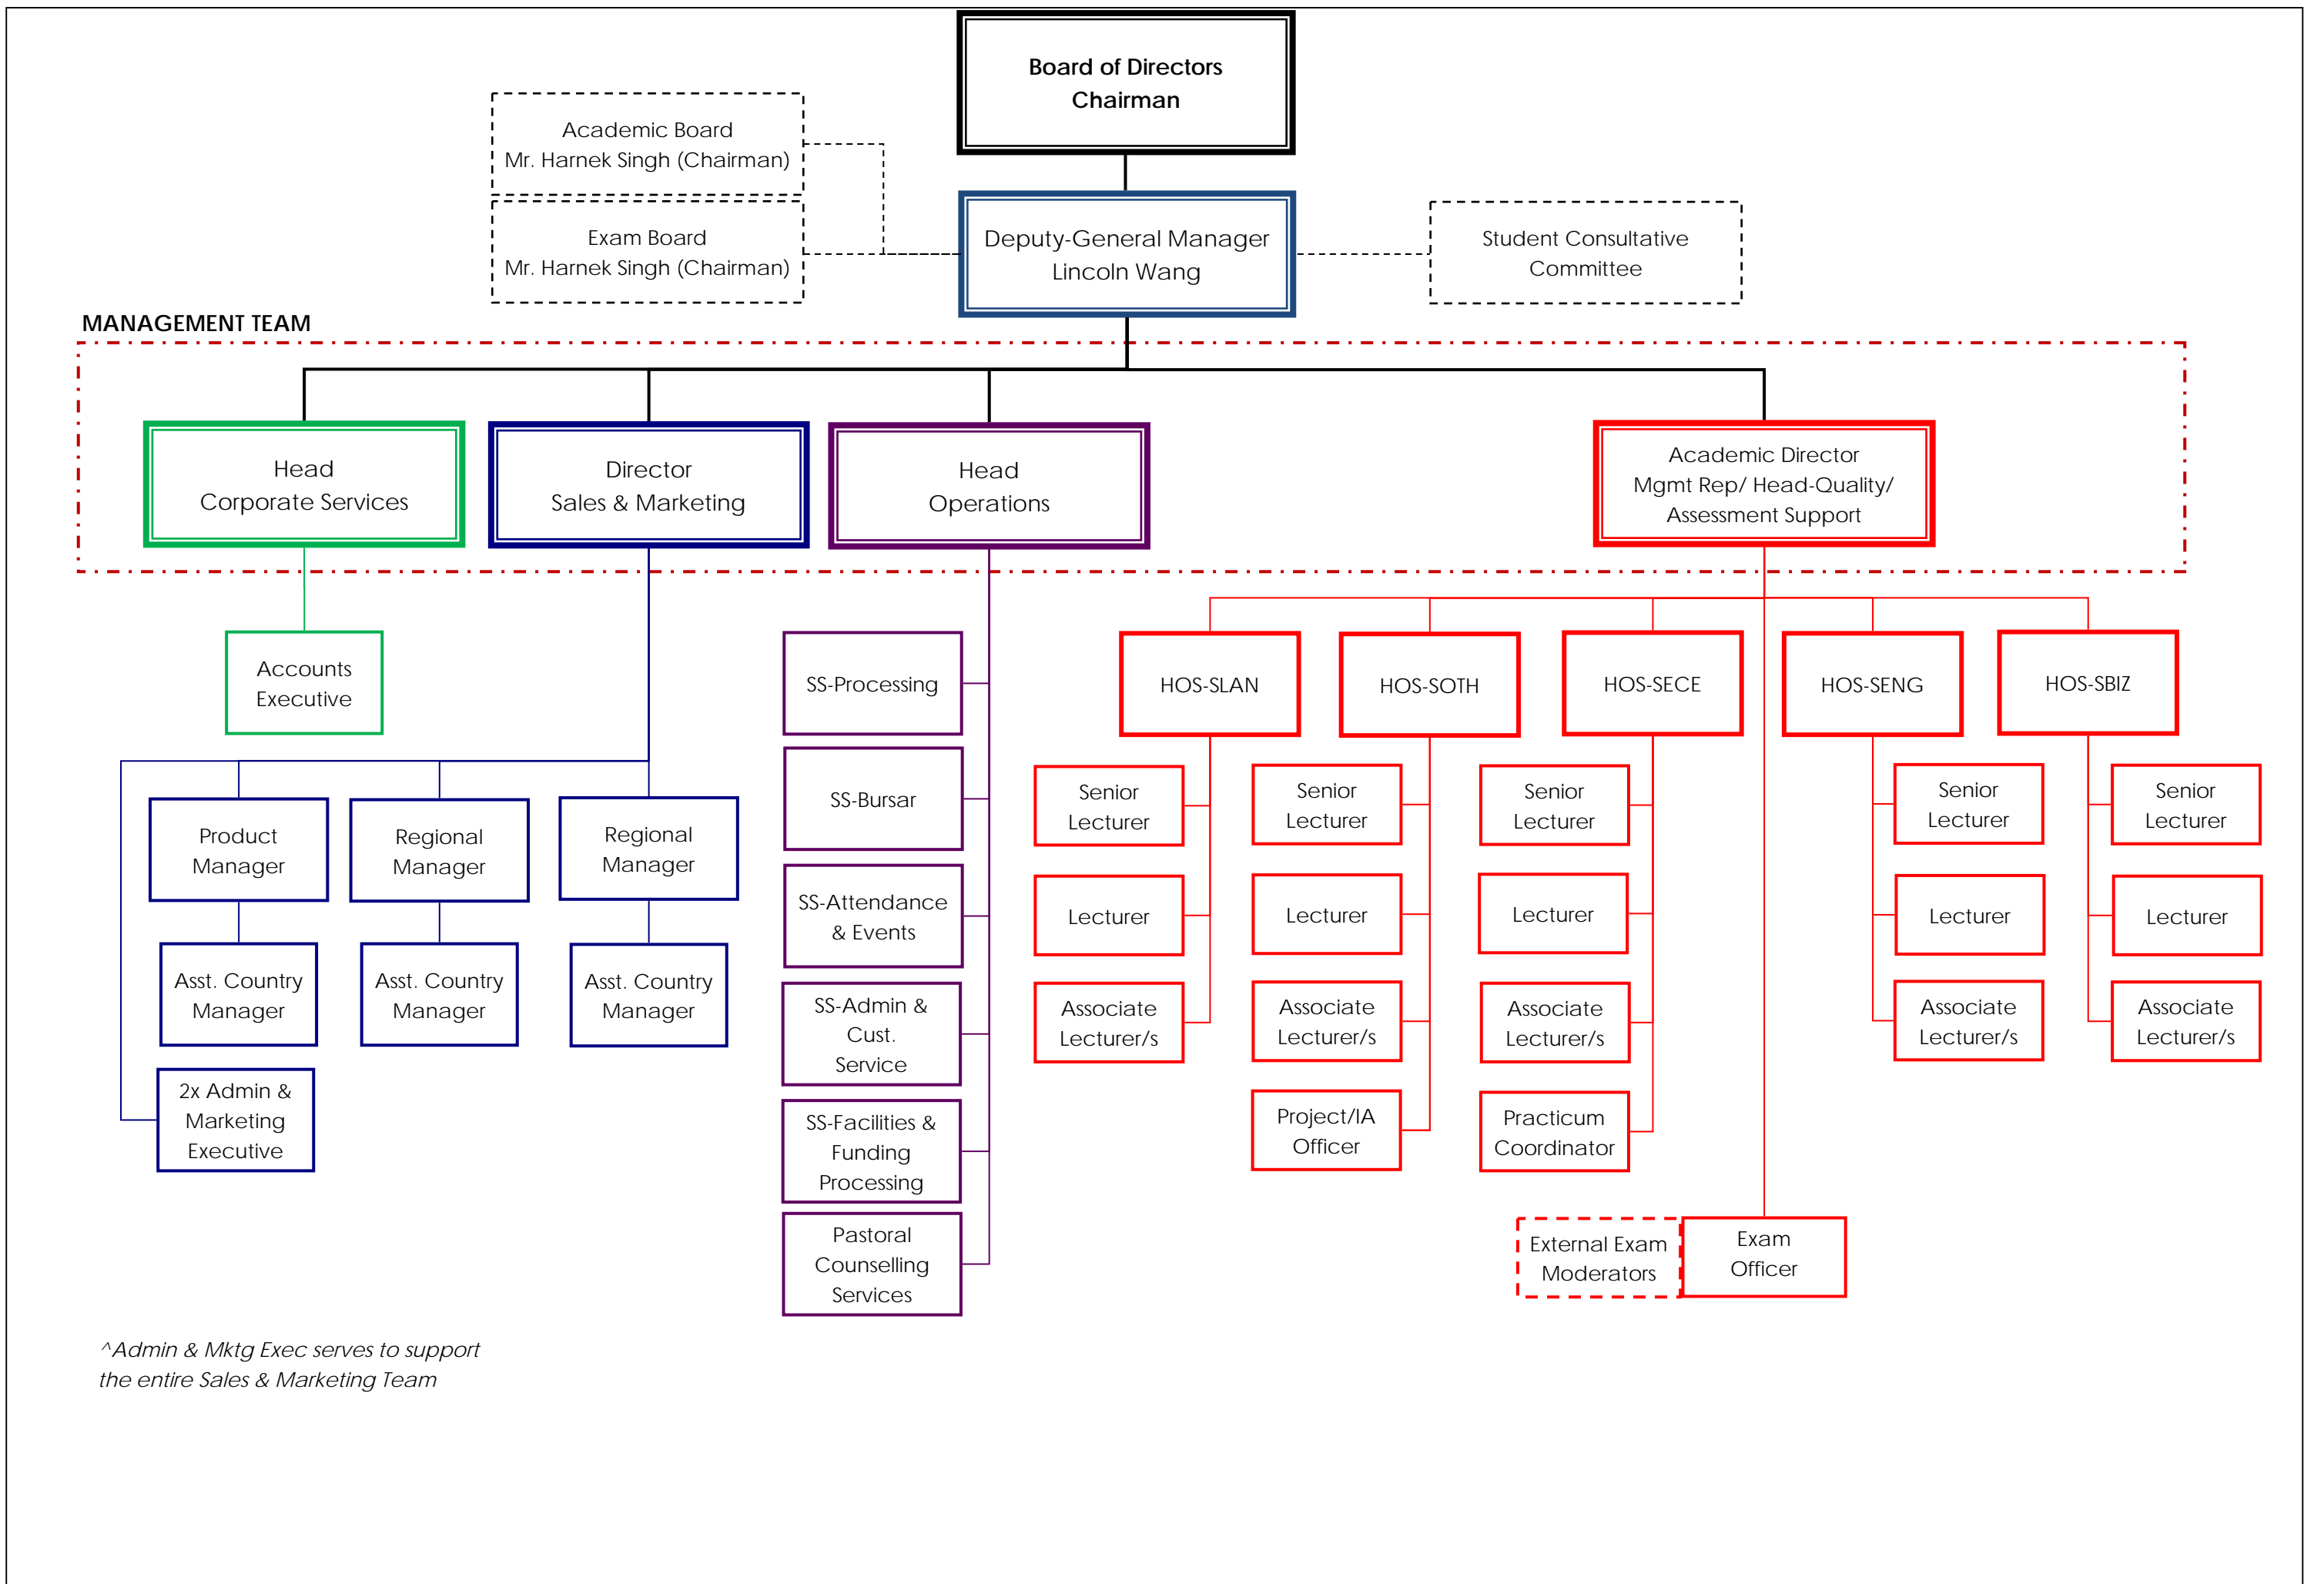 Board of Directors
Chairman
Academic Board
Mr. Harnek Singh (Chairman)
Exam Board
Mr. Harnek Singh (Chairman)
Deputy-General Manager
Lincoln Wang
Student Consultative
Committee
MANAGEMENT TEAM
Head
Corporate Services
Director
Sales & Marketing
Head
Operations
Academic Director
Mgmt Rep/ Head-Quality/
Assessment Support
Accounts
Executive
Product
Manager
Regional
Manager
Regional
Manager
Asst. Country
Manager
Asst. Country
Manager
Asst. Country
Manager
2x Admin &
Marketing
Executive
SS-Processing
SS-Bursar
SS-Attendance
& Events
SS-Admin &
Cust.
Service
SS-Facilities &
Funding
Processing
Pastoral
Counselling
Services
HOS-SLAN
Senior
Lecturer
Lecturer
Associate
Lecturer/s
HOS-SOTH
Senior
Lecturer
Lecturer
Associate
Lecturer/s
Project/IA
Officer
HOS-SECE
Senior
Lecturer
Lecturer
Associate
Lecturer/s
Practicum
Coordinator
HOS-SENG
Senior
Lecturer
Lecturer
Associate
Lecturer/s
HOS-SBIZ
Senior
Lecturer
Lecturer
Associate
Lecturer/s
External Exam
Moderators
Exam
Officer
^Admin & Mktg Exec serves to support
the entire Sales & Marketing Team